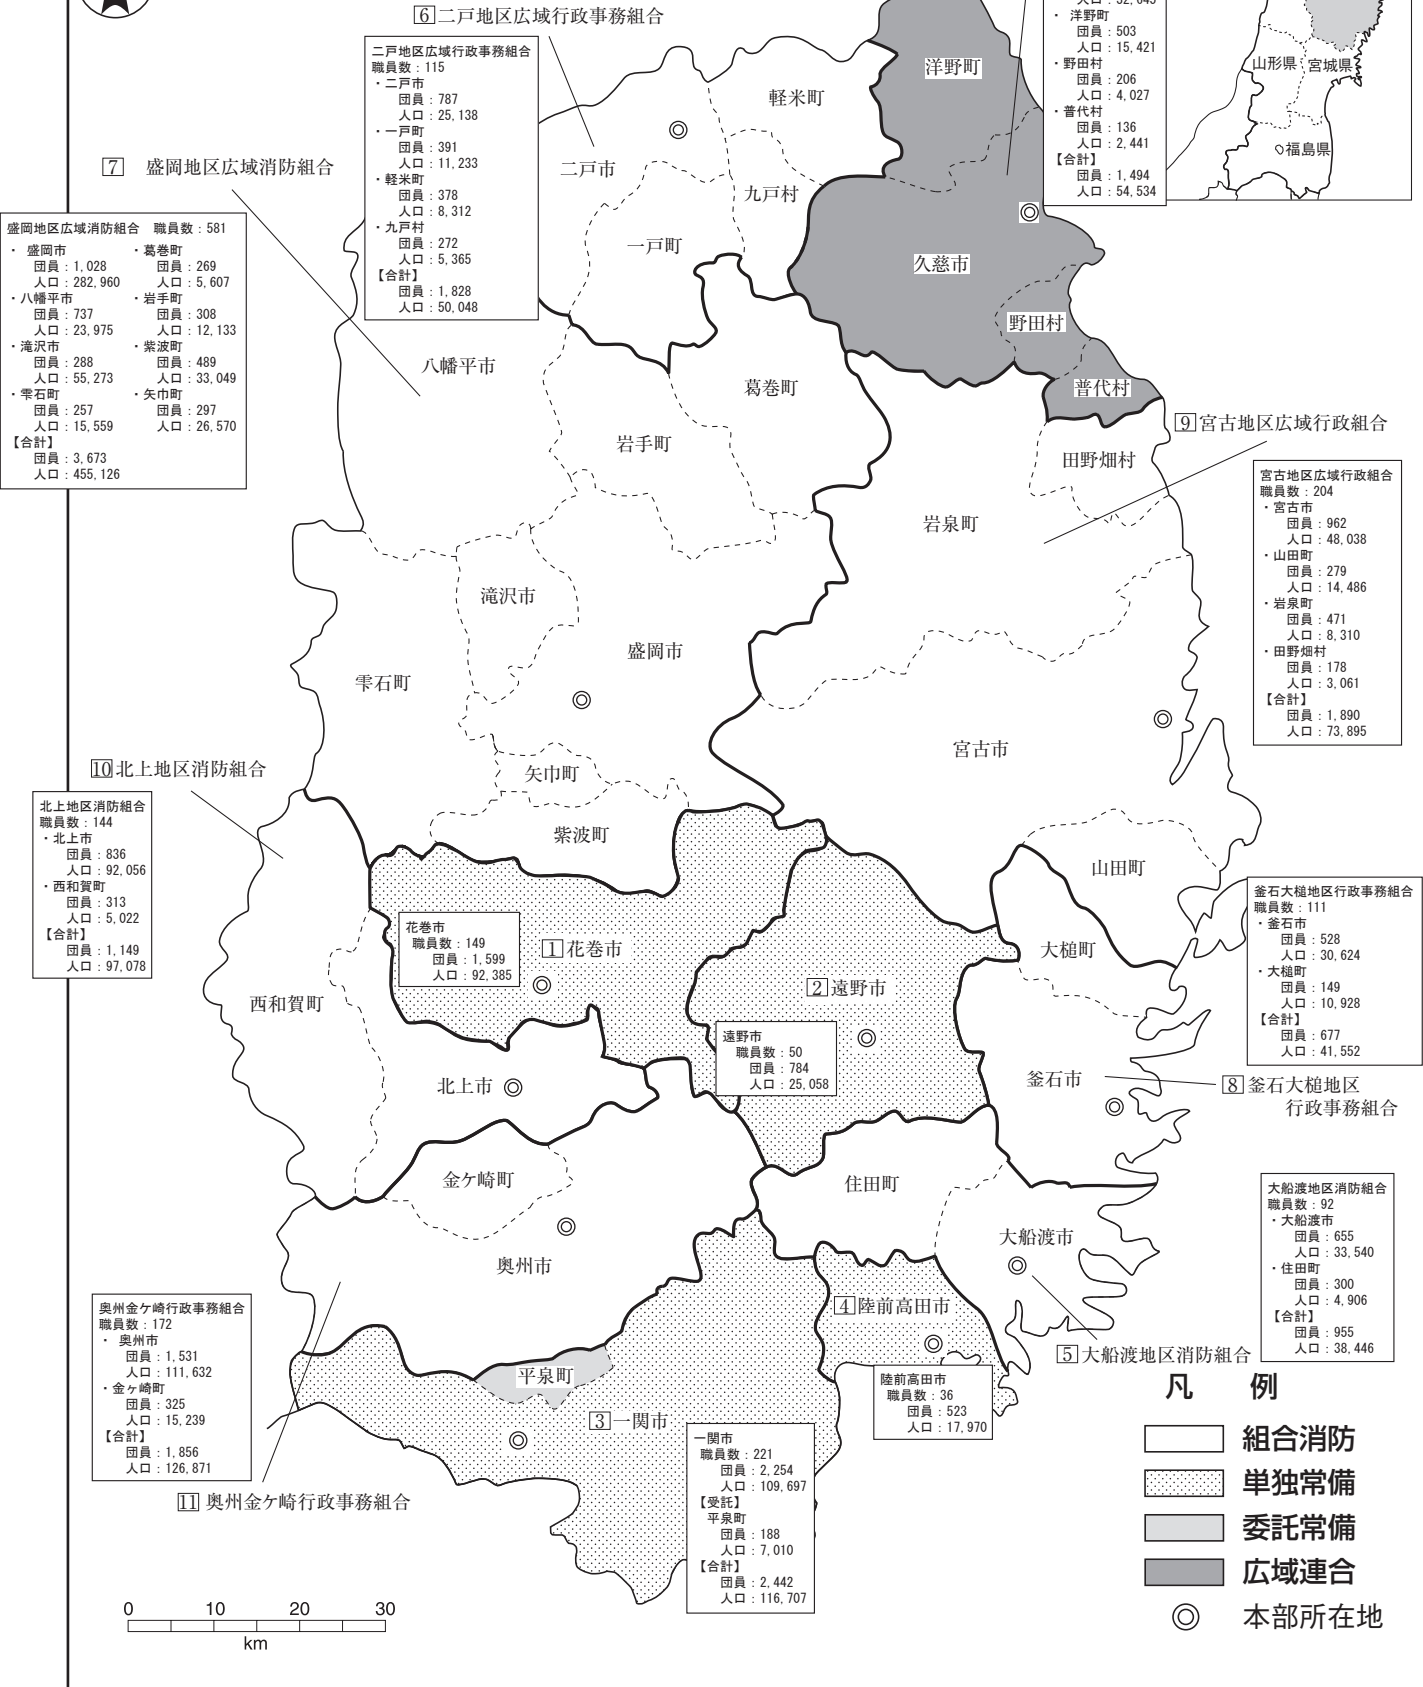 6 二戸地区広域行政事務組合
二戸地区広域行政事務組合
職員数：115
・二戸市
団員：787
人口：25,138
・一戸町
団員：391
人口：11,233
・軽米町
団員：378
人口：8,312
・九戸村
団員：272
人口：5,365
【合計】
団員：1,828
人口：50,048
・ 洋野町
団員：503
人口：15,421
・野田村
団員：206
人口：4,027
・普代村
団員：136
人口：2,441
【合計】
団員：1,494
人口：54,534
山形県
宮城県
福島県
洋野町
軽米町
二戸市
九戸村
一戸町
久慈市
野田村
普代村
7 盛岡地区広域消防組合
盛岡地区広域消防組合 職員数：581
・ 盛岡市
団員：1,028
人口：282,960
・八幡平市
団員：737
人口：23,975
・滝沢市
団員：288
人口：55,273
・雫石町
団員：257
人口：15,559
・葛巻町
団員：269
人口：5,607
・岩手町
団員：308
人口：12,133
・紫波町
団員：489
人口：33,049
・矢巾町
団員：297
人口：26,570
【合計】
団員：3,673
人口：455,126
八幡平市
葛巻町
岩手町
田野畑村
岩泉町
滝沢市
盛岡市
雫石町
宮古市
矢巾町
紫波町
山田町
9 宮古地区広域行政組合
宮古地区広域行政組合
職員数：204
・宮古市
団員：962
人口：48,038
・山田町
団員：279
人口：14,486
・岩泉町
団員：471
人口：8,310
・田野畑村
団員：178
人口：3,061
【合計】
団員：1,890
人口：73,895
10 北上地区消防組合
北上地区消防組合
職員数：144
・北上市
団員：836
人口：92,056
・西和賀町
団員：313
人口：5,022
【合計】
団員：1,149
人口：97,078
花巻市
職員数：149
団員：1,599
人口：92,385
1 花巻市
2 遠野市
遠野市
職員数：50
団員：784
人口：25,058
大槌町
西和賀町
北上市
釜石市
釜石大槌地区行政事務組合
職員数：111
・釜石市
団員：528
人口：30,624
・大槌町
団員：149
人口：10,928
【合計】
団員：677
人口：41,552
8 釜石大槌地区
行政事務組合
金ケ崎町
住田町
奥州市
大船渡市
大船渡地区消防組合
職員数：92
・大船渡市
団員：655
人口：33,540
・住田町
団員：300
人口：4,906
【合計】
団員：955
人口：38,446
奥州金ケ崎行政事務組合
職員数：172
・ 奥州市
団員：1,531
人口：111,632
・金ヶ崎町
団員：325
人口：15,239
【合計】
団員：1,856
人口：126,871
11 奥州金ケ崎行政事務組合
4 陸前高田市
陸前高田市
職員数：36
団員：523
人口：17,970
5 大船渡地区消防組合
平泉町
3 一関市
一関市
職員数：221
団員：2,254
人口：109,697
【受託】
平泉町
団員：188
人口：7,010
【合計】
団員：2,442
人口：116,707
凡 例
組合消防
単独常備
委託常備
広域連合
本部所在地
0 10 20 30
km